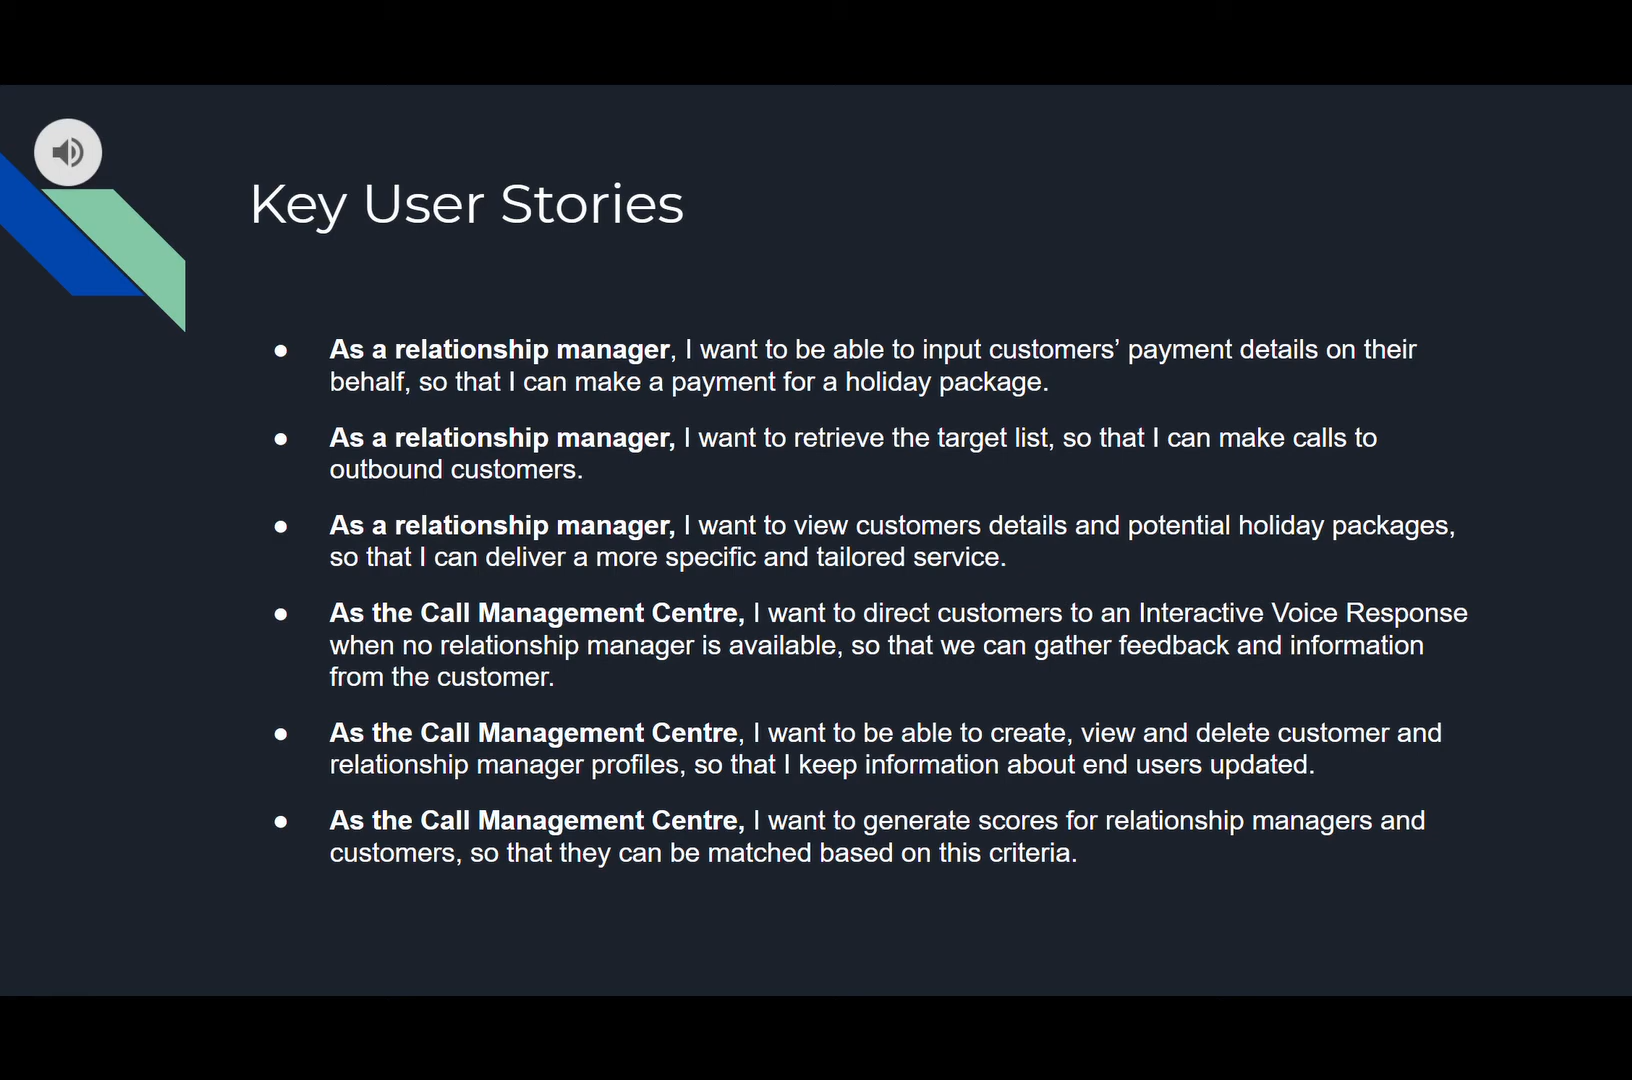 Key User Stories
● As a relationship manager, I want to be able to input customers’ payment details on their
behalf, so that I can make a payment for a holiday package.
● As a relationship manager, I want to retrieve the target list, so that I can make calls to
outbound customers.
● As a relationship manager, I want to view customers details and potential holiday packages,
so that I can deliver a more specific and tailored service.
● As the Call Management Centre, I want to direct customers to an Interactive Voice Response
when no relationship manager is available, so that we can gather feedback and information
from the customer.
● As the Call Management Centre, I want to be able to create, view and delete customer and
relationship manager profiles, so that I keep information about end users updated.
● As the Call Management Centre, I want to generate scores for relationship managers and
customers, so that they can be matched based on this criteria.